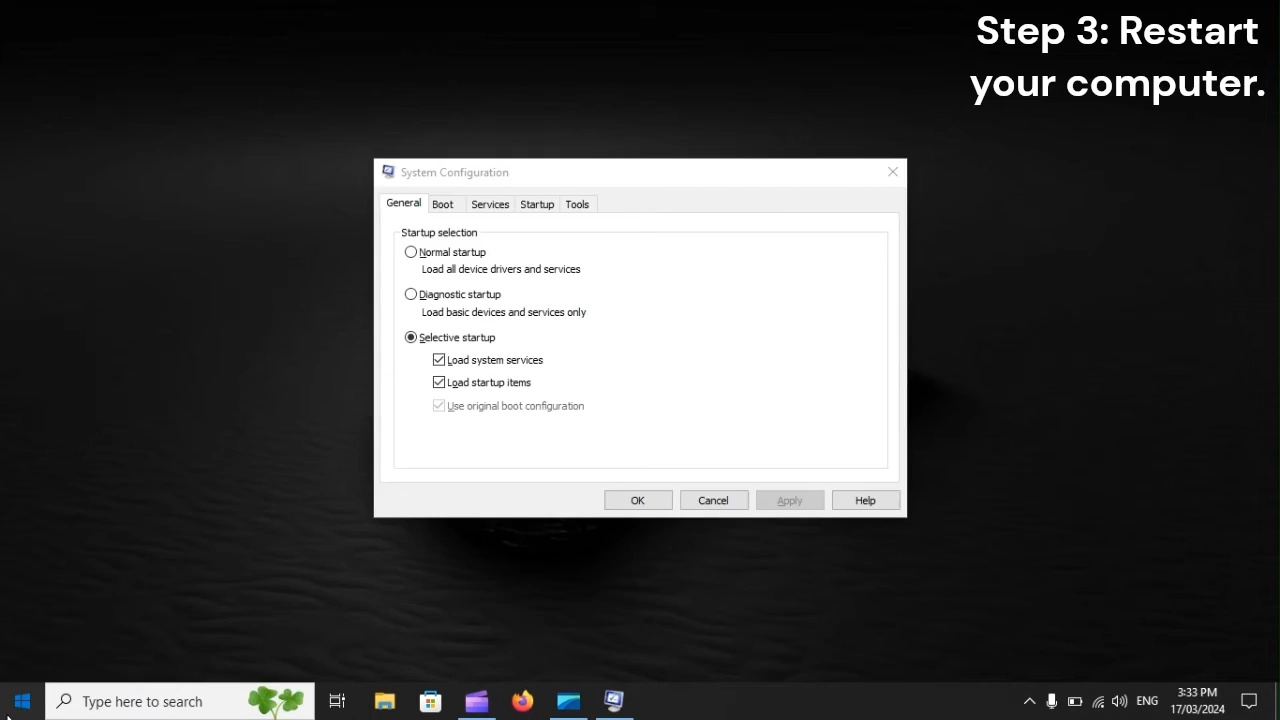 Step 3: Restart
your computer.
System Configuration
General Boot Services Startup Tools
Startup selection
Normal startup
Load all device drivers and services
Diagnostic startup
Load basic devices and services only
Selective startup
Load system services
Load startup items
Use original boot configuration
OK Cancel Apply Help
Type here to search
ENG
3:33 PM
17/03/2024